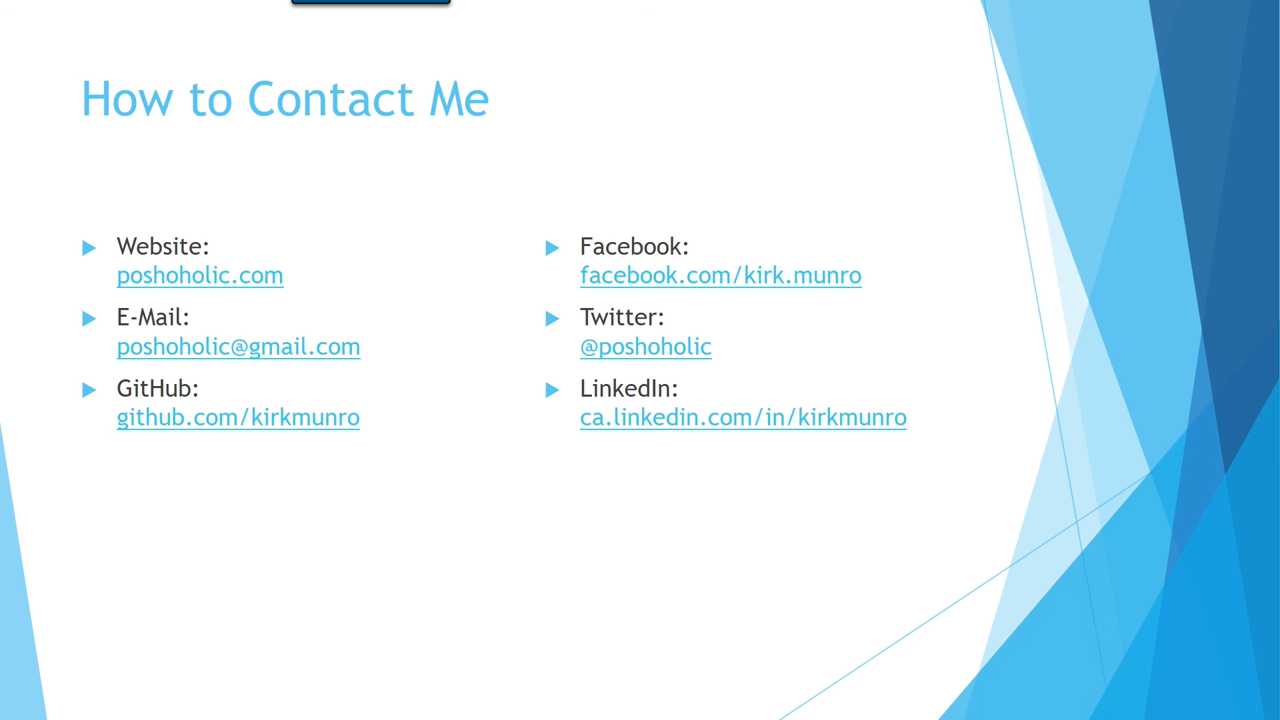 How to Contact Me
Website:
poshoholic.com
E-Mail:
poshoholic@gmail.com
GitHub:
github.com/kirkmunro
Facebook:
facebook.com/kirk.munro
Twitter:
@poshoholic
LinkedIn:
ca.linkedin.com/in/kirkmunro